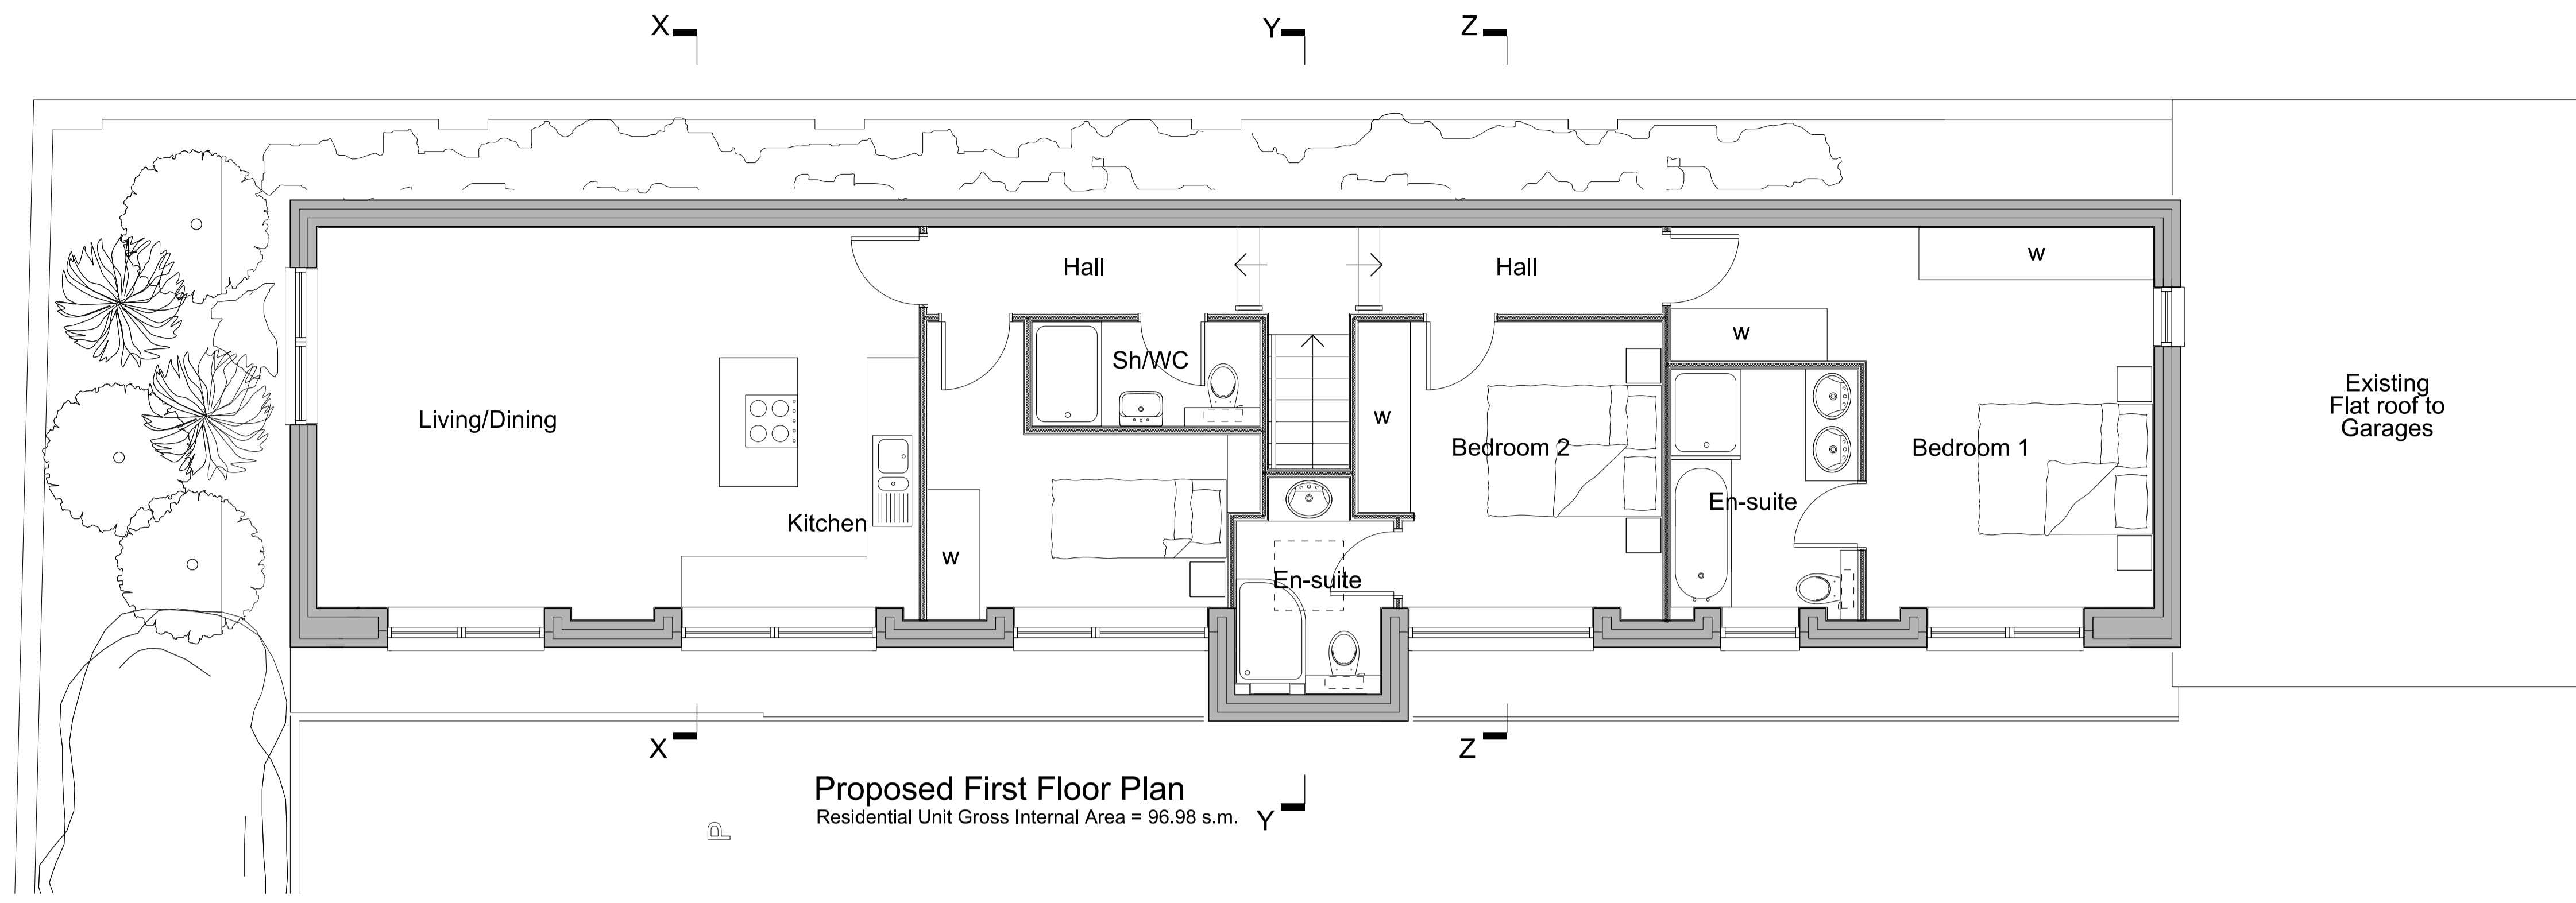 X
Y
Z
Hall
Hall
w
w
Sh/WC
Living/Dining
w
Bedroom 2
Bedroom 1
Existing
Flat roof to
Garages
En-suite
Kitchen
w
En-suite
X
Z
Proposed First Floor Plan
Residential Unit Gross Internal Area = 96.98 s.m.
Y
P